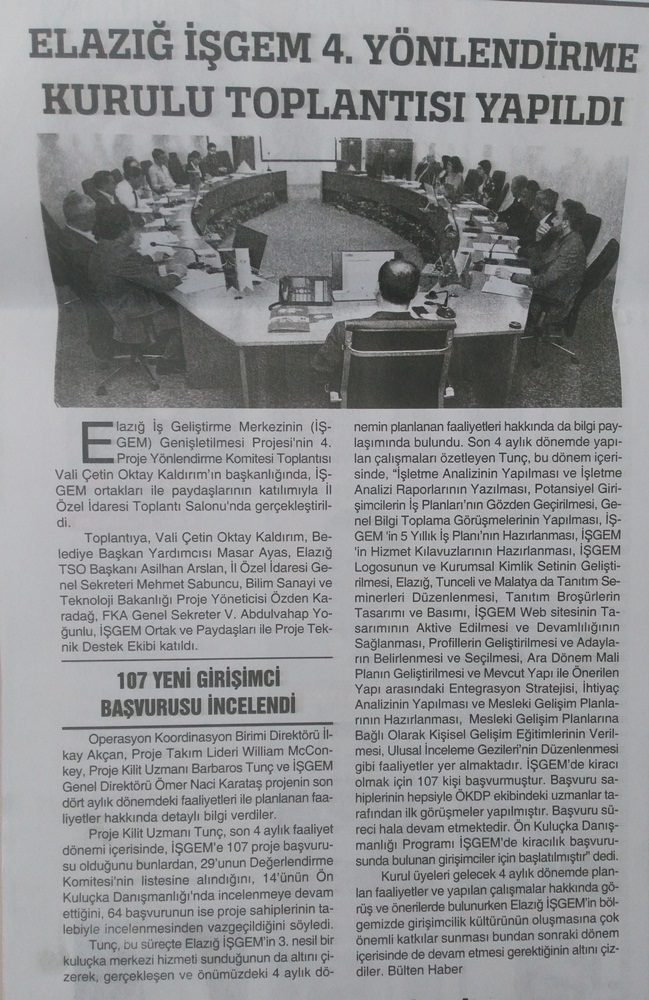 ELAZIĞ İŞGEM 4. YÖNLENDİRME
KURULU TOPLANTISI YAPILDI
Elazığ İş Geliştirme Merkezinin (İŞ-
GEM) Genişletilmesi Projesi'nin 4.
Proje Yönlendirme Komitesi Toplantısı
Vali Çetin Oktay Kaldırım'ın başkanlığında, İŞ-
GEM ortakları ile paydaşlarının katılımıyla İl
Özel İdaresi Toplantı Salonu'nda gerçekleştiril-
di.
Toplantıya, Vali Çetin Oktay Kaldırım, Be-
lediye Başkan Yardımcısı Masar Ayas, Elazığ
TSO Başkanı Asilhan Arslan, İl Özel İdaresi Ge-
nel Sekreteri Mehmet Sabuncu, Bilim Sanayi ve
Teknoloji Bakanlığı Proje Yöneticisi Özden Ka-
radağ, FKA Genel Sekreter V. Abdulvahap Yo-
ğunlu, İŞGEM Ortak ve Paydaşları ile Proje Tek-
nik Destek Ekibi katıldı.
107 YENİ GİRİŞİMCİ
BAŞVURUSU İNCELENDİ
Operasyon Koordinasyon Birimi Direktörü İl-
kay Akçan, Proje Takım Lideri William McCon-
key, Proje Kilit Uzmanı Barbaros Tunç ve İŞGEM
Genel Direktörü Ömer Naci Karataş projenin son
dört aylık dönemdeki faaliyetleri ile planlanan faa-
liyetler hakkında detaylı bilgi verdiler.
Proje Kilit Uzmanı Tunç, son 4 aylık faaliyet
dönemi içerisinde, İŞGEM'e 107 proje başvuru-
su olduğunu bunlardan, 29'unun Değerlendirme
Komitesi'nin listesine alındığını, 14'ünün Ön
Kuluçka Danışmanlığı'nda incelenmeye devam
ettiğini, 64 başvurunun ise proje sahiplerinin ta-
lebiyle incelenmesinden vazgeçildiğini söyledi.
Tunç, bu süreçte Elazığ İŞGEM'in 3. nesil bir
kuluçka merkezi hizmeti sunduğunun da altını çi-
zerek, gerçekleşen ve önümüzdeki 4 aylık dö-
nemin planlanan faaliyetleri hakkında da bilgi pay-
laşımında bulundu. Son 4 aylık dönemde yapı-
lan çalışmaları özetleyen Tunç, bu dönem içeri-
sinde, "İşletme Analizinin Yapılması ve İşletme
Analizi Raporlarının Yazılması, Potansiyel Giri-
şimcilerin İş Planları'nın Gözden Geçirilmesi, Ge-
nel Bilgi Toplama Görüşmelerinin Yapılması, İŞ-
GEM 'in 5 Yıllık İş Planı'nın Hazırlanması, İŞGEM
'in Hizmet Kılavuzlarının Hazırlanması, İŞGEM
Logosunun ve Kurumsal Kimlik Setinin Gelişti-
rilmesi, Elazığ, Tunceli ve Malatya da Tanıtım Se-
minerleri Düzenlenmesi, Tanıtım Broşürlerin
Tasarımı ve Basımı, İŞGEM Web sitesinin Ta-
sarımının Aktive Edilmesi ve Devamlılığının
Sağlanması, Profillerin Geliştirilmesi ve Adayla-
rın Belirlenmesi ve Seçilmesi, Ara Dönem Mali
Planın Geliştirilmesi ve Mevcut Yapı ile Önerilen
Yapı arasındaki Entegrasyon Stratejisi, İhtiyaç
Analizinin Yapılması ve Mesleki Gelişim Planla-
rının Hazırlanması, Mesleki Gelişim Planlarına
Bağlı Olarak Kişisel Gelişim Eğitimlerinin Veril-
mesi, Ulusal İnceleme Gezileri'nin Düzenlenmesi
gibi faaliyetler yer almaktadır. İŞGEM'de kiracı
olmak için 107 kişi başvurmuştur. Başvuru sa-
hiplerinin hepsiyle ÖKDP ekibindeki uzmanlar ta-
rafından ilk görüşmeler yapılmıştır. Başvuru sü-
reci hala devam etmektedir. Ön Kuluçka Danış-
manlığı Programı İŞGEM'de kiracılık başvuru-
sunda bulunan girişimciler için başlatılmıştır" dedi.
Kurul üyeleri gelecek 4 aylık dönemde plan-
lan faaliyetler ve yapılan çalışmalar hakkında gö-
rüş ve önerilerde bulunurken Elazığ İŞGEM'in böl-
gemizde girişimcilik kültürünün oluşmasına çok
önemli katkılar sunması bundan sonraki dönem
içerisinde de devam etmesi gerektiğinin altını çiz-
diler. Bülten Haber